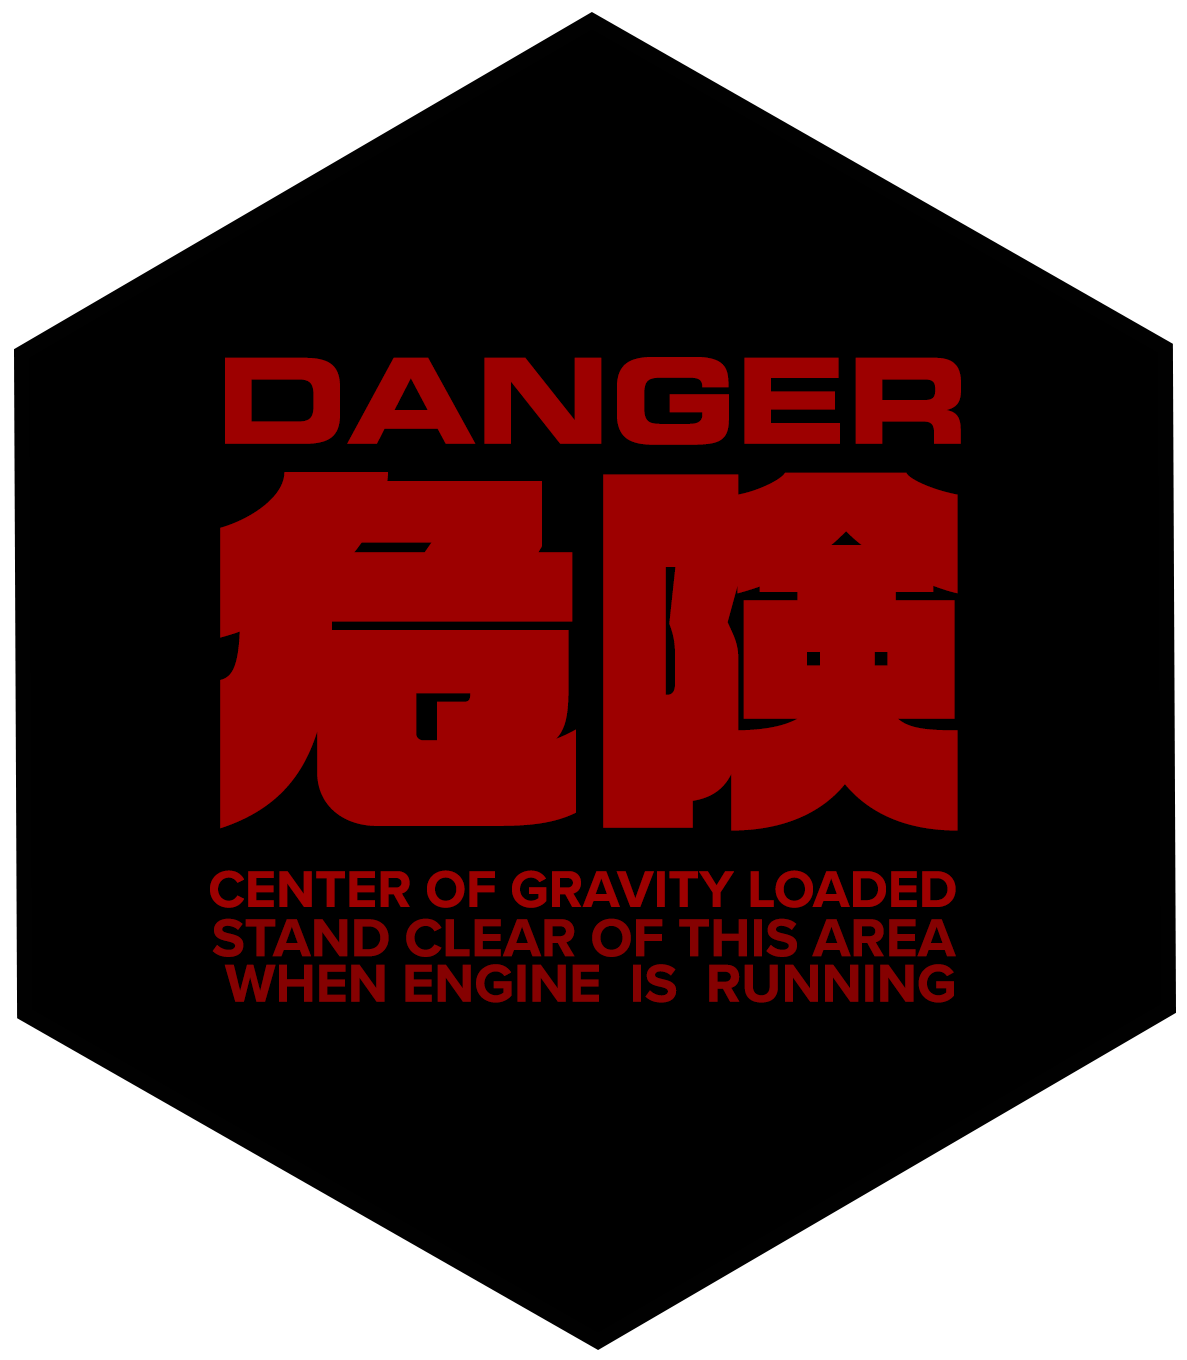 DANGER
危険
CENTER OF GRAVITY LOADED
STAND CLEAR OF THIS AREA
WHEN ENGINE IS RUNNING